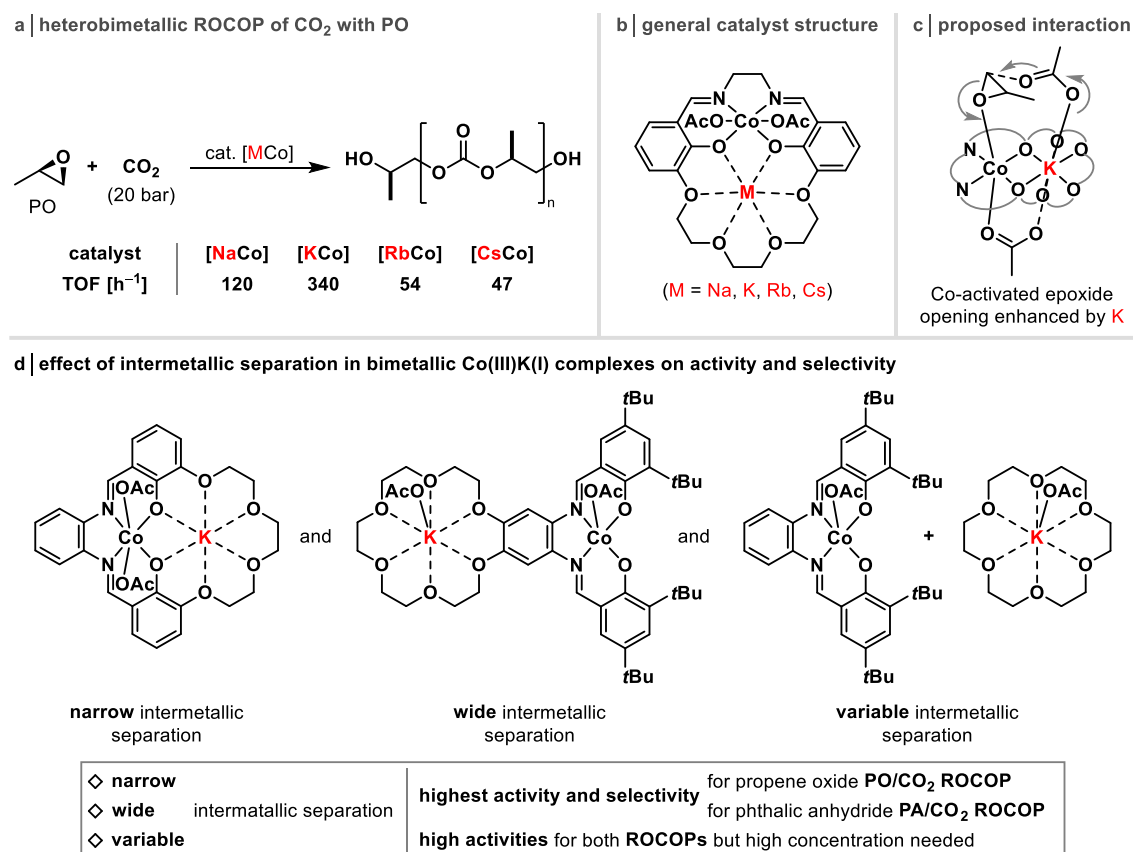 a | heterobimetallic ROCOP of CO2 with PO
O
PO
+
CO2
(20 bar)
cat. [MCo]
HO
O
O
O
OH
n
catalyst [NaCo] [KCo] [RbCo] [CsCo]
TOF [h−1] 120 340 54 47
b | general catalyst structure
N N
AcO Co OAc
O O
O M O
O O
(M = Na, K, Rb, Cs)
c | proposed interaction
O
O O
O
N O O
Co K
N O O
O
O O
Co-activated epoxide
opening enhanced by K
d | effect of intermetallic separation in bimetallic Co(III)K(I) complexes on activity and selectivity
O
OAc
N O O
Co K
N O O
OAc
O
narrow intermetallic
separation
and
O
AcO
O O
K
O O
O
tBu
tBu
OAc
N O
Co
N O
tBu
tBu
wide intermetallic
separation
and
tBu
tBu
OAc
N O
Co
N O
tBu
tBu
+
O
OAc
O O
K
O O
O
variable intermetallic
separation
◇ narrow
◇ wide intermatallic separation
◇ variable
highest activity and selectivity
for propene oxide PO/CO2 ROCOP
for phthalic anhydride PA/CO2 ROCOP
high activities for both ROCOPs but high concentration needed